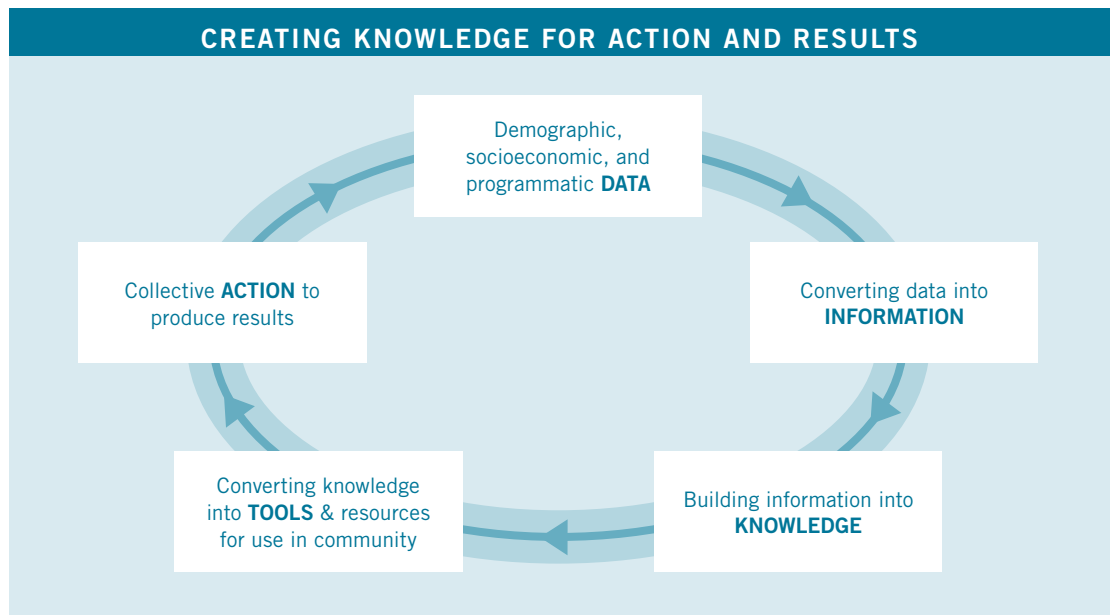 CREATING KNOWLEDGE FOR ACTION AND RESULTS
Demographic,
socioeconomic, and
programmatic DATA
Converting data into
INFORMATION
Building information into
KNOWLEDGE
Converting knowledge
into TOOLS & resources
for use in community
Collective ACTION to
produce results